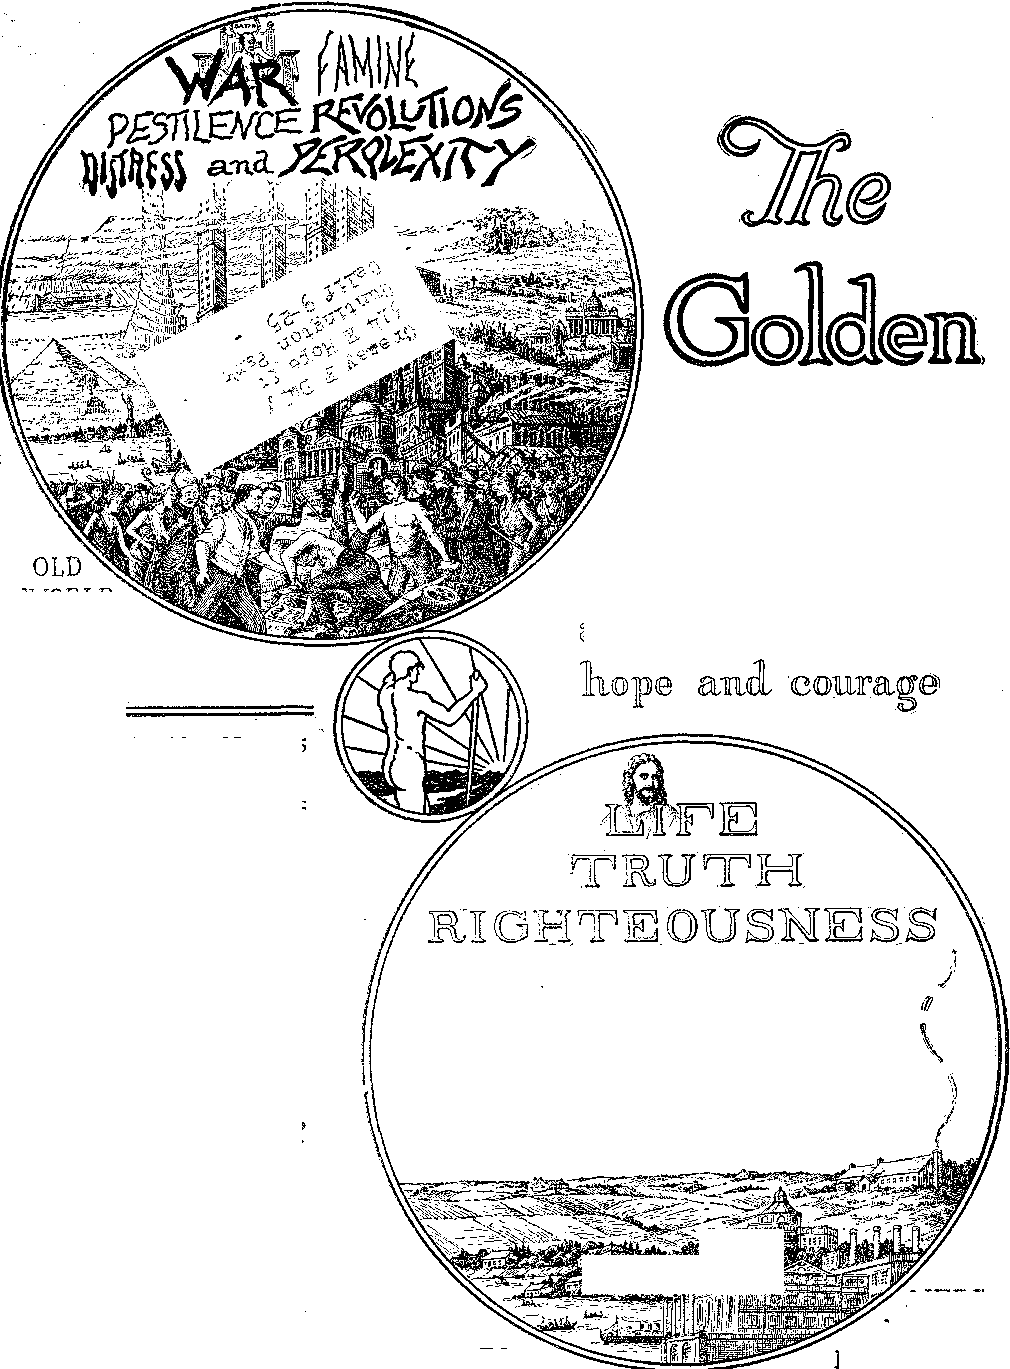 WAR FAMINE
PESTILENCE REVOLUTIONS
DISTRESS and PERPLEXITY
The
Golden
OLD
hope and courage
LIFE
TRUTH
RIGHTEOUSNESS